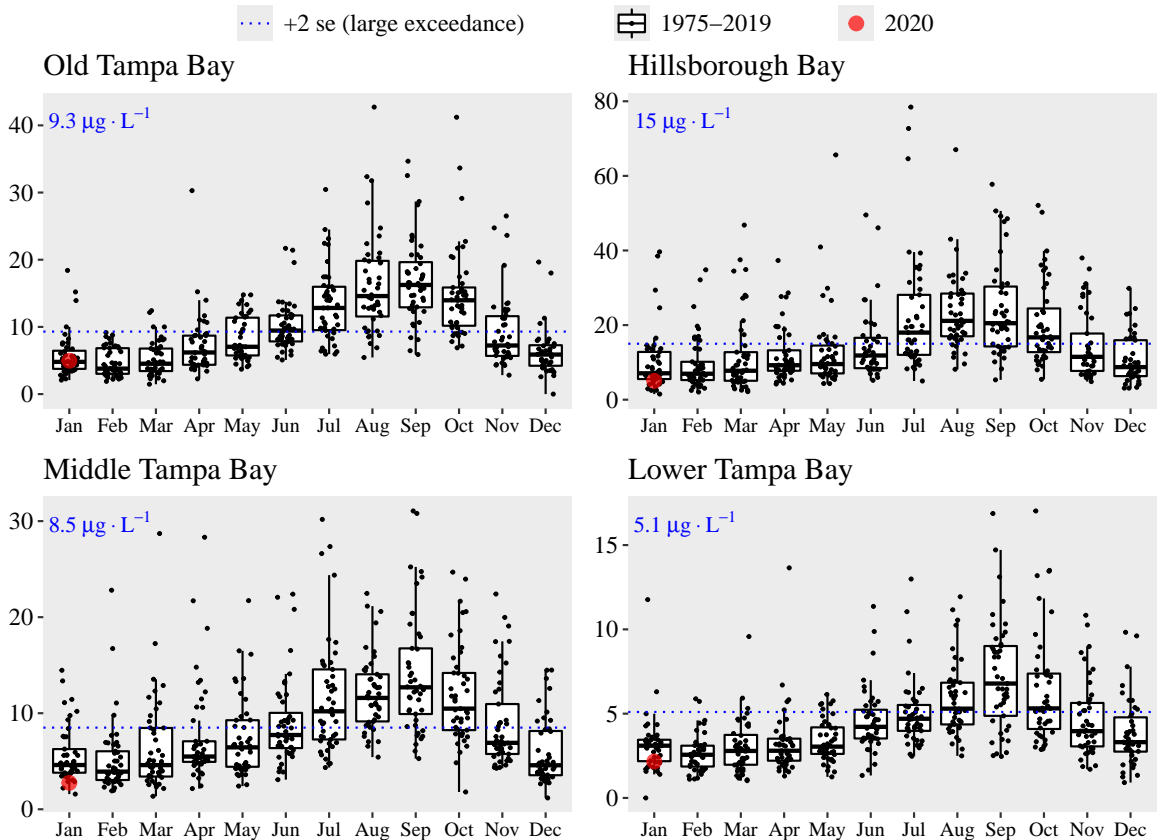 +2 se (large exceedance) 1975–2019 2020
Old Tampa Bay
9.3 µg · L⁻¹
40
30
20
10
0
Jan Feb Mar Apr May Jun Jul Aug Sep Oct Nov Dec
Hillsborough Bay
15 µg · L⁻¹
80
60
40
20
0
Jan Feb Mar Apr May Jun Jul Aug Sep Oct Nov Dec
Middle Tampa Bay
8.5 µg · L⁻¹
30
20
10
0
Jan Feb Mar Apr May Jun Jul Aug Sep Oct Nov Dec
Lower Tampa Bay
5.1 µg · L⁻¹
15
10
5
0
Jan Feb Mar Apr May Jun Jul Aug Sep Oct Nov Dec